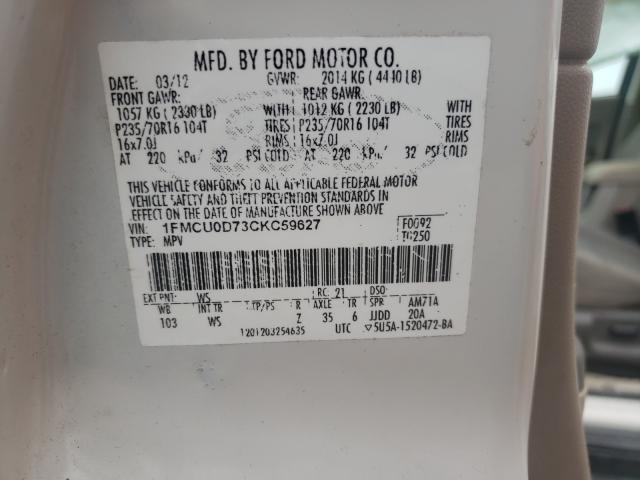 MFD. BY FORD MOTOR CO.
DATE: 03/12 GVWR: 2014 KG ( 4440 LB)
FRONT GAWR: REAR GAWR:
1057 KG ( 2330 LB) WITH 1012 KG ( 2230 LB) WITH
P235/70R16 104T TIRES P235/70R16 104T TIRES
16x7.0J RIMS 16x7.0J RIMS
AT 220 kPa/ 32 PSI COLD AT 220 kPa/ 32 PSI COLD
THIS VEHICLE CONFORMS TO ALL APPLICABLE FEDERAL MOTOR
VEHICLE SAFETY AND THEFT PREVENTION STANDARDS IN
EFFECT ON THE DATE OF MANUFACTURE SHOWN ABOVE.
VIN: 1FMCU0D73CKC59627 F0092
TYPE: MPV TG250
EXT PNT: WS RC: 21 DSO:
WB INT TR TP/PS R AXLE TR SPR AM71A
103 WS Z 35 6 JJDD 20A
1201203254635 UTC ▽5U5A-1520472-BA